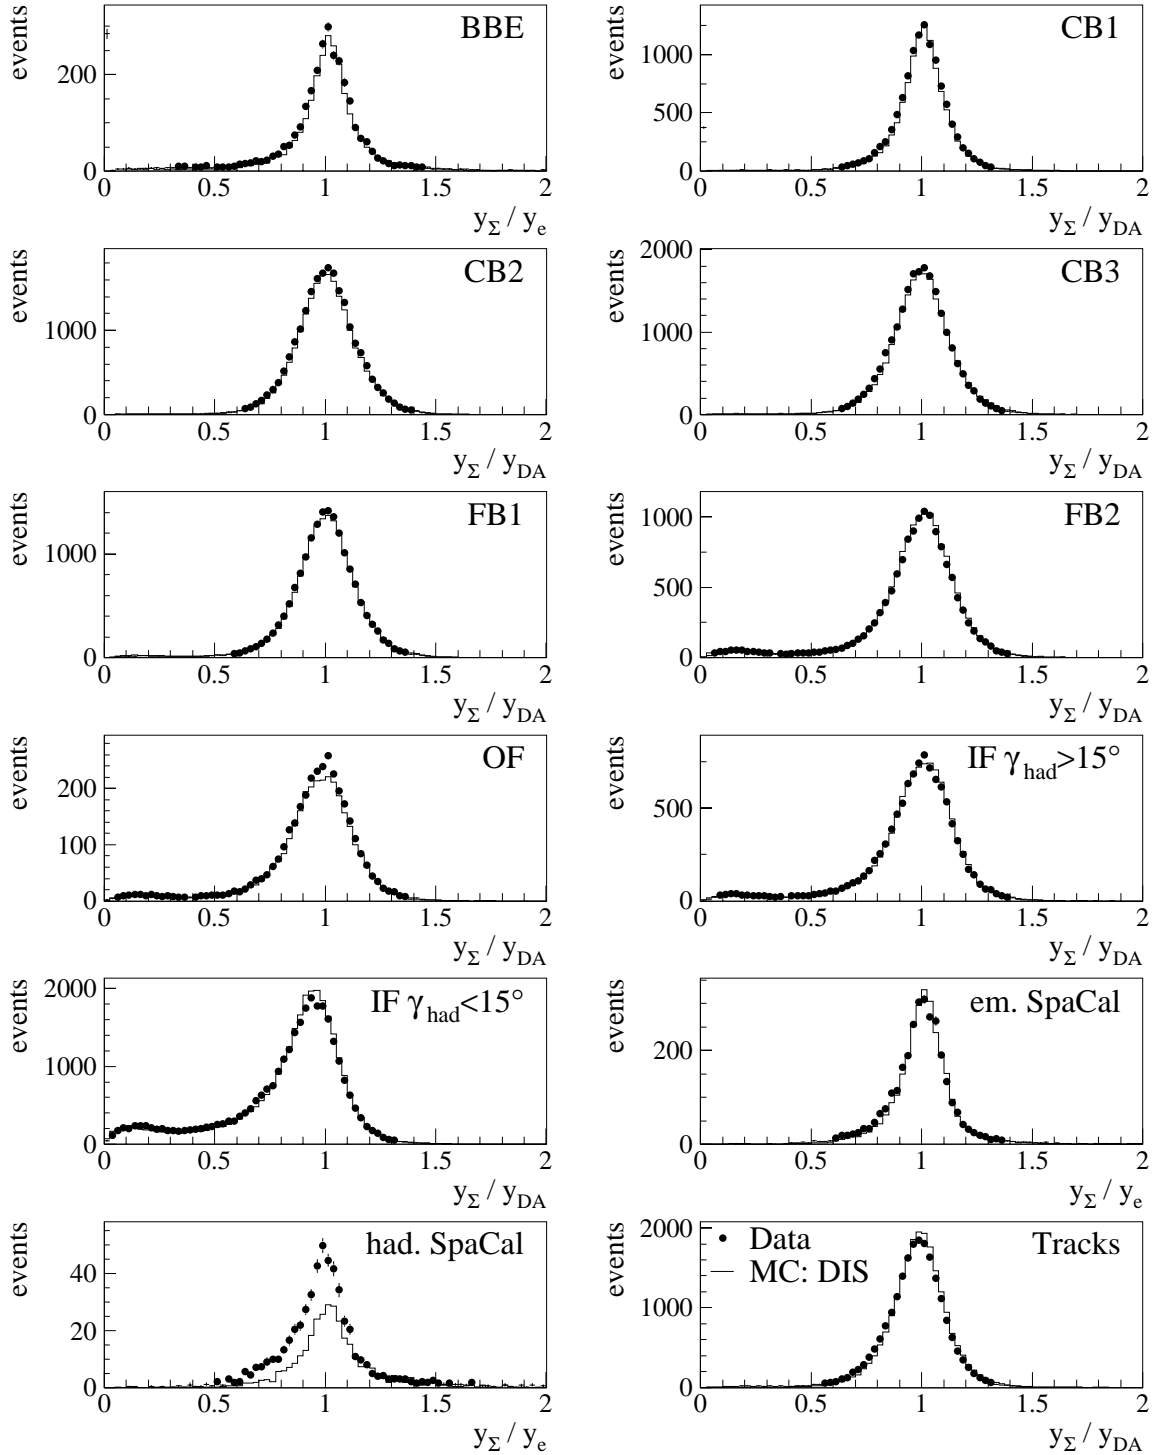 events
BBE
200
0
0 0.5 1 1.5 2
y_Σ / y_e
events
CB1
1000
500
0
0 0.5 1 1.5 2
y_Σ / y_DA
events
CB2
1000
0
0 0.5 1 1.5 2
y_Σ / y_DA
events
CB3
2000
1000
0
0 0.5 1 1.5 2
y_Σ / y_DA
events
FB1
1000
0
0 0.5 1 1.5 2
y_Σ / y_DA
events
FB2
1000
500
0
0 0.5 1 1.5 2
y_Σ / y_DA
events
OF
200
100
0
0 0.5 1 1.5 2
y_Σ / y_DA
events
IF γ_had>15°
500
0
0 0.5 1 1.5 2
y_Σ / y_DA
events
IF γ_had<15°
2000
1000
0
0 0.5 1 1.5 2
y_Σ / y_DA
events
em. SpaCal
200
0
0 0.5 1 1.5 2
y_Σ / y_e
events
had. SpaCal
40
20
0
0 0.5 1 1.5 2
y_Σ / y_e
events
Data
MC: DIS
Tracks
2000
1000
0
0 0.5 1 1.5 2
y_Σ / y_DA